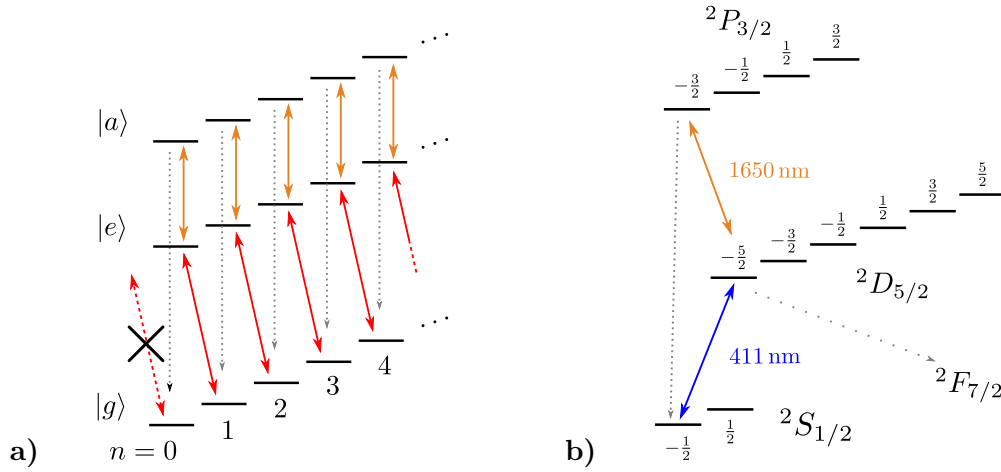 a)
|a⟩
|e⟩
|g⟩
n = 0
1
2
3
4
...
...
...
b)
²P₃/₂
-3/2
-1/2
1/2
3/2
1650 nm
-5/2
-3/2
-1/2
1/2
3/2
5/2
²D₅/₂
411 nm
²F₇/₂
-1/2
1/2
²S₁/₂